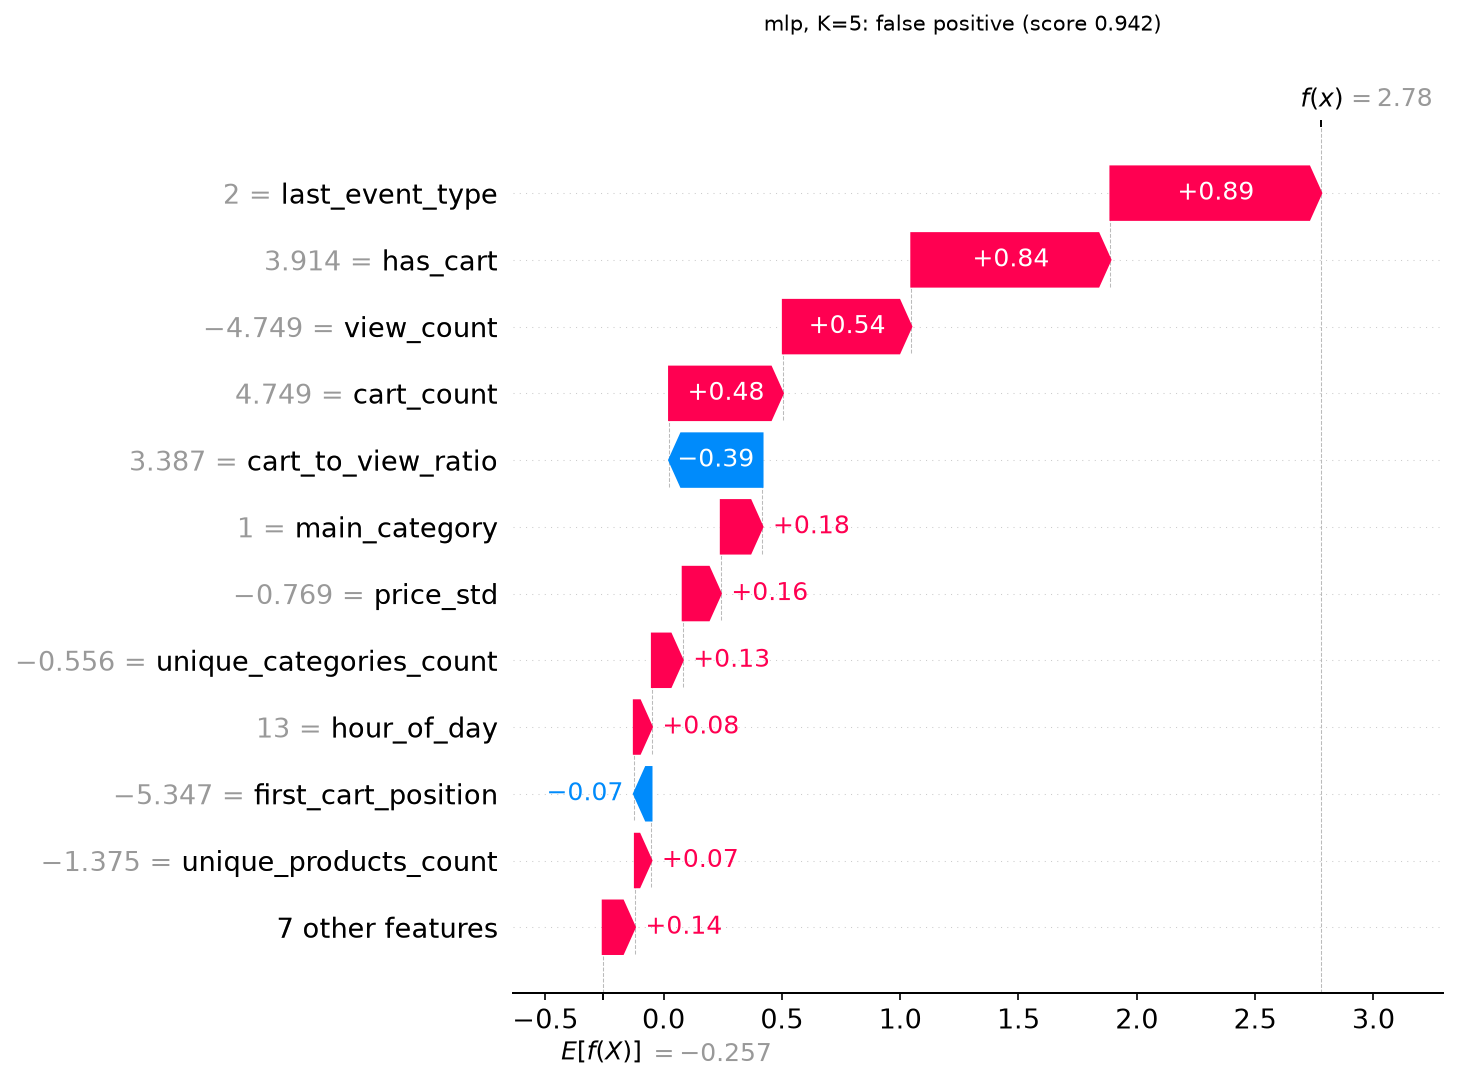 mlp, K=5: false positive (score 0.942)
f(x) = 2.78
2 = last_event_type +0.89
3.914 = has_cart +0.84
−4.749 = view_count +0.54
4.749 = cart_count +0.48
3.387 = cart_to_view_ratio −0.39
1 = main_category +0.18
−0.769 = price_std +0.16
−0.556 = unique_categories_count +0.13
13 = hour_of_day +0.08
−5.347 = first_cart_position −0.07
−1.375 = unique_products_count +0.07
7 other features +0.14
−0.5 0.0 0.5 1.0 1.5 2.0 2.5 3.0
E[f(X)] = −0.257